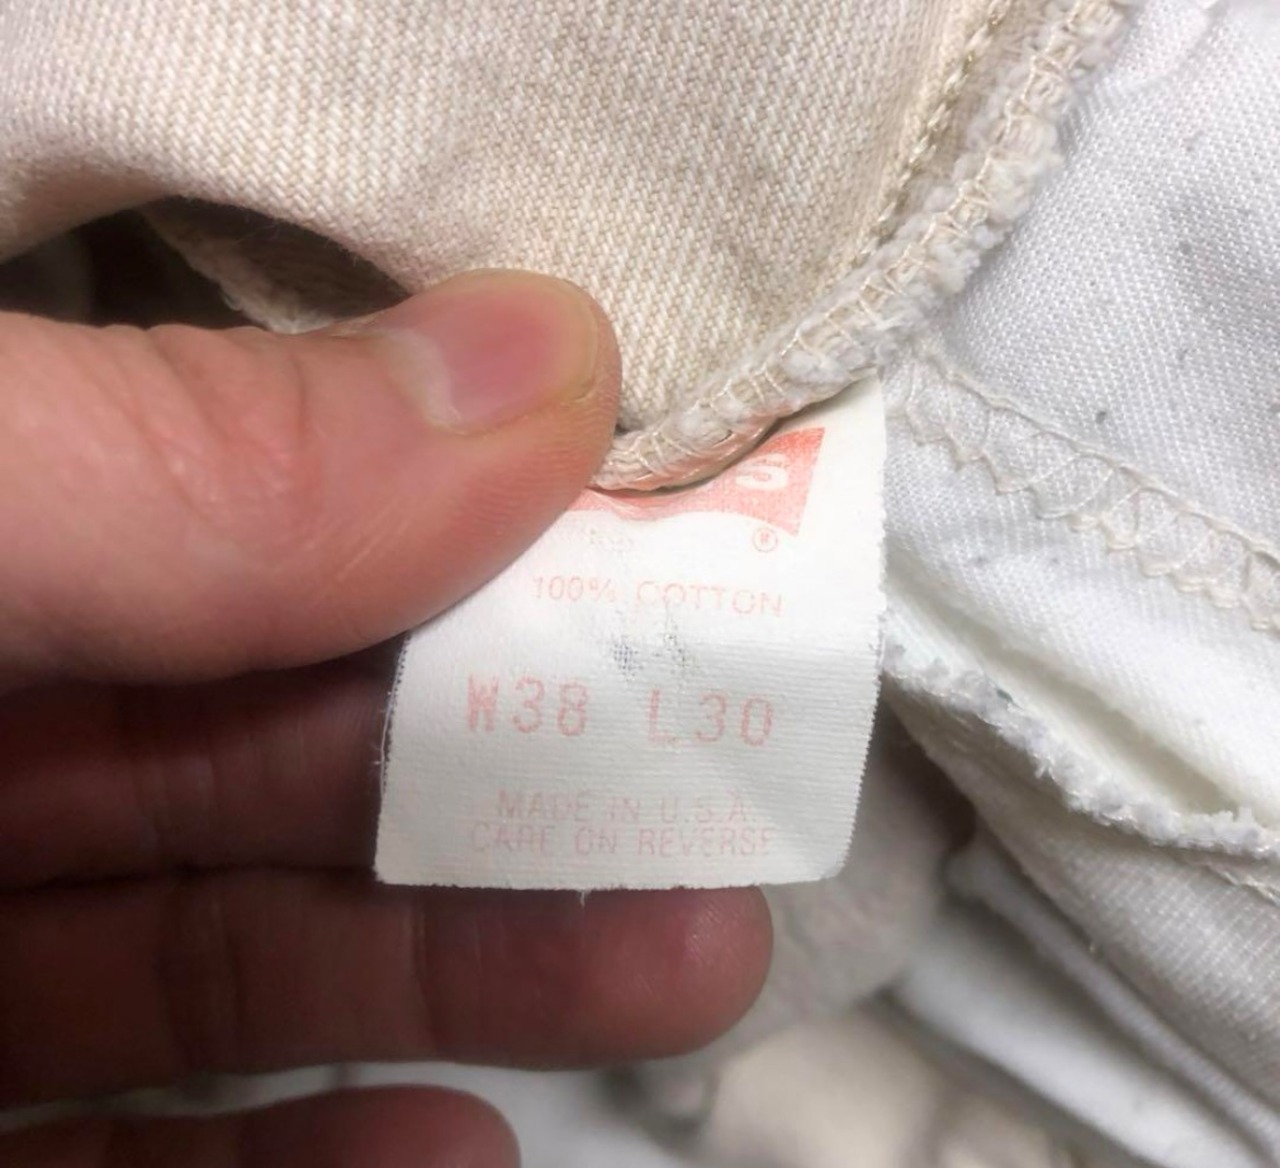 S
®
100% COTTON
W38 L30
MADE IN U.S.A
CARE ON REVERSE